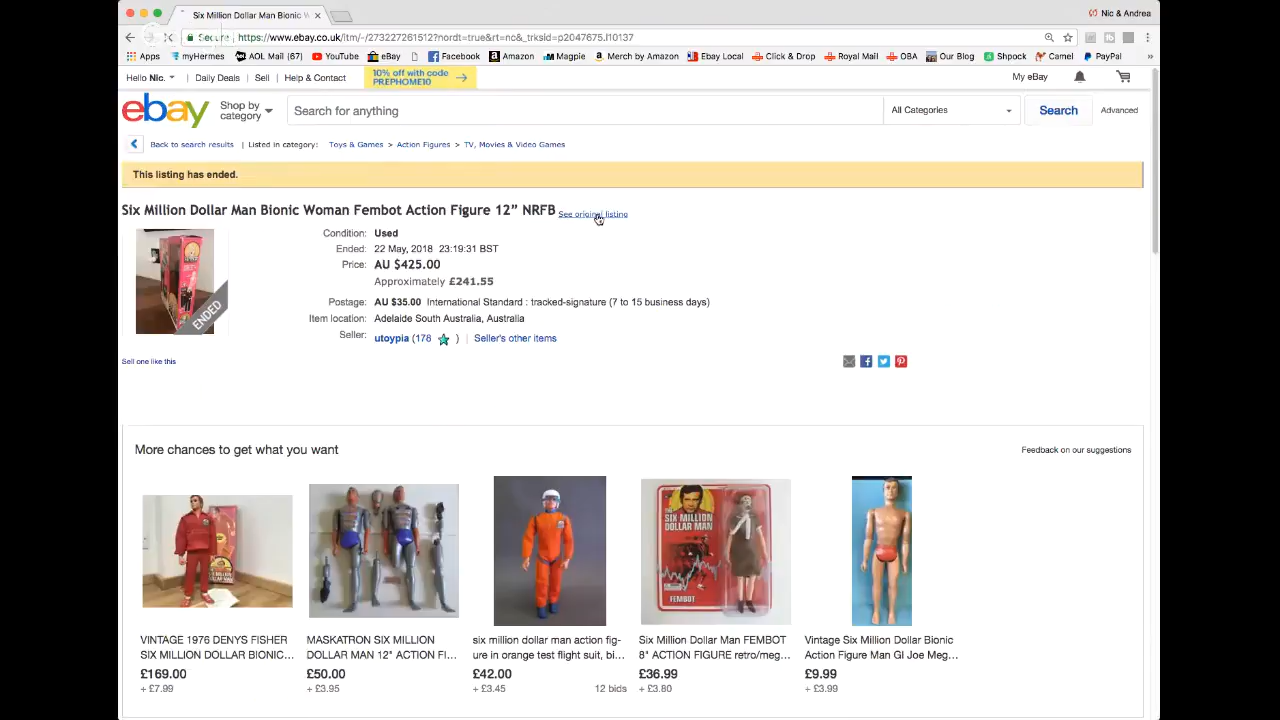 Six Million Dollar Man Bionic W
Nic & Andrea
Secure https://www.ebay.co.uk/itm/-/273227261512?nordt=true&rt=nc&_trksid=p2047675.l10137
Apps myHermes AOL Mail (67) YouTube eBay Facebook Amazon Magpie Merch by Amazon Ebay Local Click & Drop Royal Mail OBA Our Blog Shpock Camel PayPal »
Hello Nic. Daily Deals Sell Help & Contact
10% off with code
PREPHOME10
My eBay
ebay
Shop by
category
Search for anything
All Categories
Search
Advanced
Back to search results | Listed in category: Toys & Games > Action Figures > TV, Movies & Video Games
This listing has ended.
Six Million Dollar Man Bionic Woman Fembot Action Figure 12” NRFB See original listing
Condition: Used
Ended: 22 May, 2018 23:19:31 BST
Price: AU $425.00
Approximately £241.55
Postage: AU $35.00 International Standard : tracked-signature (7 to 15 business days)
Item location: Adelaide South Australia, Australia
Seller: utoypia (178 ) | Seller's other items
ENDED
Sell one like this
More chances to get what you want
Feedback on our suggestions
THE SIX MILLION DOLLAR MAN
FEMBOT
VINTAGE 1976 DENYS FISHER
SIX MILLION DOLLAR BIONIC...
£169.00
+ £7.99
MASKATRON SIX MILLION
DOLLAR MAN 12" ACTION FI...
£50.00
+ £3.95
six million dollar man action fig-
ure in orange test flight suit, bi...
£42.00
+ £3.45 12 bids
Six Million Dollar Man FEMBOT
8" ACTION FIGURE retro/meg...
£36.99
+ £3.80
Vintage Six Million Dollar Bionic
Action Figure Man GI Joe Meg...
£9.99
+ £3.99